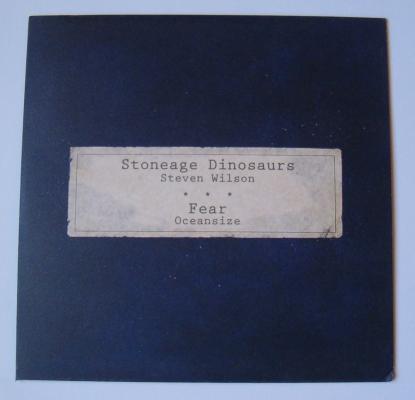 Stoneage Dinosaurs
Steven Wilson
* * *
Fear
Oceansize